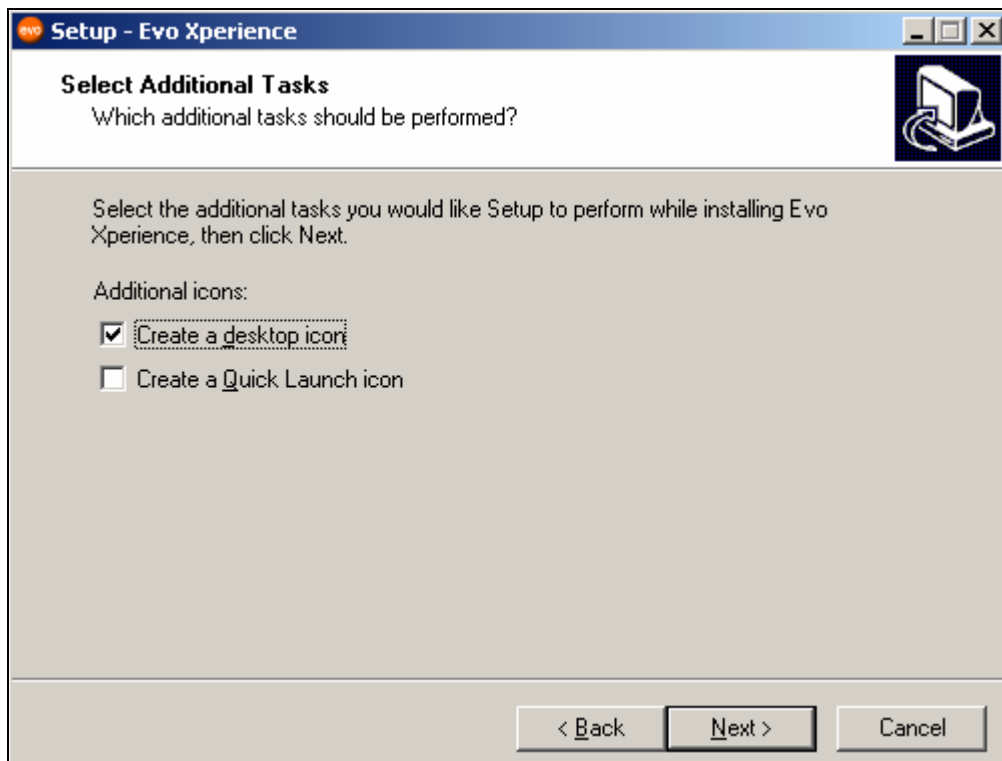 evo Setup - Evo Xperience
Select Additional Tasks
Which additional tasks should be performed?
Select the additional tasks you would like Setup to perform while installing Evo
Xperience, then click Next.
Additional icons:
Create a desktop icon
Create a Quick Launch icon
< Back Next > Cancel